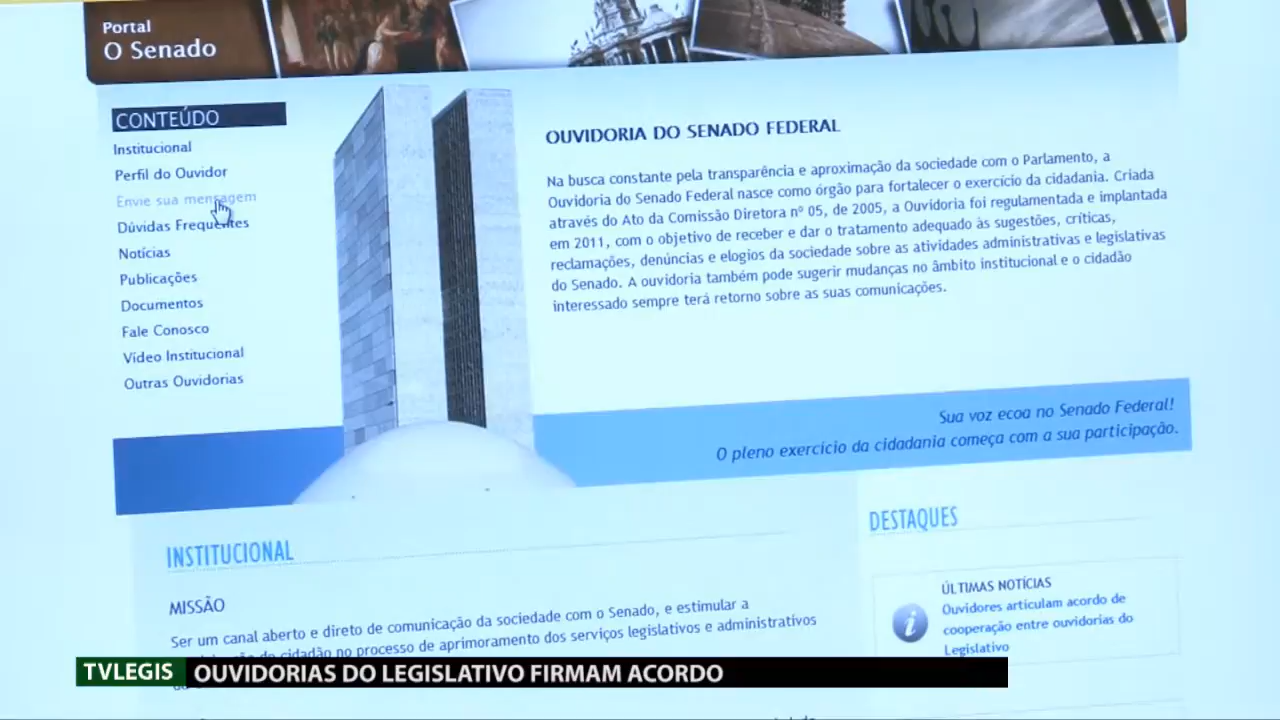 Portal
O Senado
CONTEÚDO
Institucional
Perfil do Ouvidor
Envie sua mensagem
Dúvidas Frequentes
Notícias
Publicações
Documentos
Fale Conosco
Vídeo Institucional
Outras Ouvidorias
OUVIDORIA DO SENADO FEDERAL
Na busca constante pela transparência e aproximação da sociedade com o Parlamento, a
Ouvidoria do Senado Federal nasce como órgão para fortalecer o exercício da cidadania. Criada
através do Ato da Comissão Diretora nº 05, de 2005, a Ouvidoria foi regulamentada e implantada
em 2011, com o objetivo de receber e dar o tratamento adequado às sugestões, críticas,
reclamações, denúncias e elogios da sociedade sobre as atividades administrativas e legislativas
do Senado. A ouvidoria também pode sugerir mudanças no âmbito institucional e o cidadão
interessado sempre terá retorno sobre as suas comunicações.
Sua voz ecoa no Senado Federal!
O pleno exercício da cidadania começa com a sua participação.
INSTITUCIONAL
MISSÃO
Ser um canal aberto e direto de comunicação da sociedade com o Senado, e estimular a
do cidadão no processo de aprimoramento dos serviços legislativos e administrativos
DESTAQUES
ÚLTIMAS NOTÍCIAS
Ouvidores articulam acordo de
cooperação entre ouvidorias do
Legislativo
TVLEGIS OUVIDORIAS DO LEGISLATIVO FIRMAM ACORDO